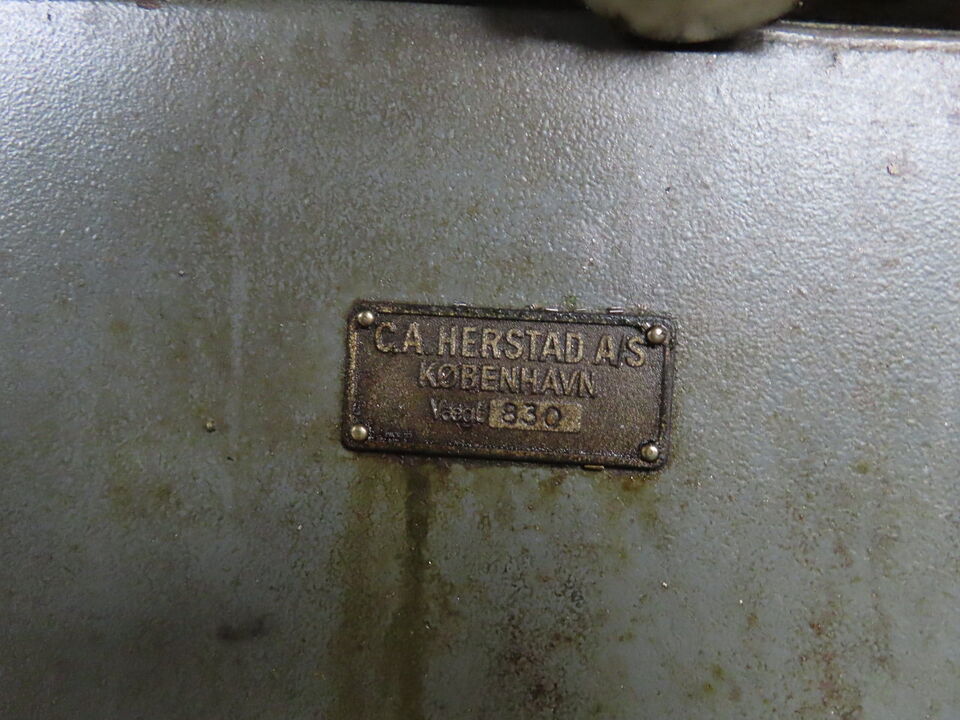 C.A. HERSTAD A/S
KØBENHAVN
Vægt 830